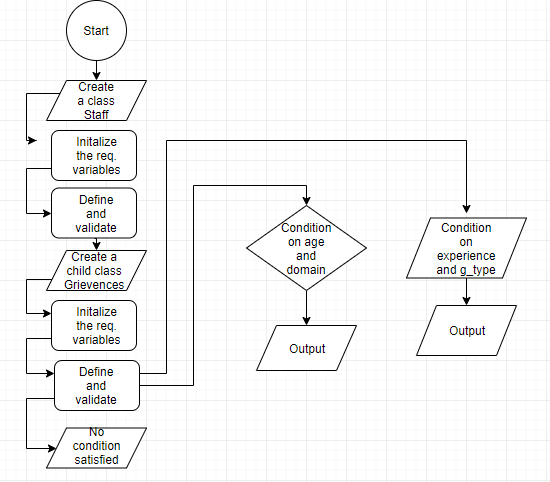 Start
Create
a class
Staff
Initalize
the req.
variables
Define
and
validate
Create a
child class
Grievences
Initalize
the req.
variables
Define
and
validate
No
condition
satisfied
Condition
on age
and
domain
Output
Condition
on
experience
and g_type
Output